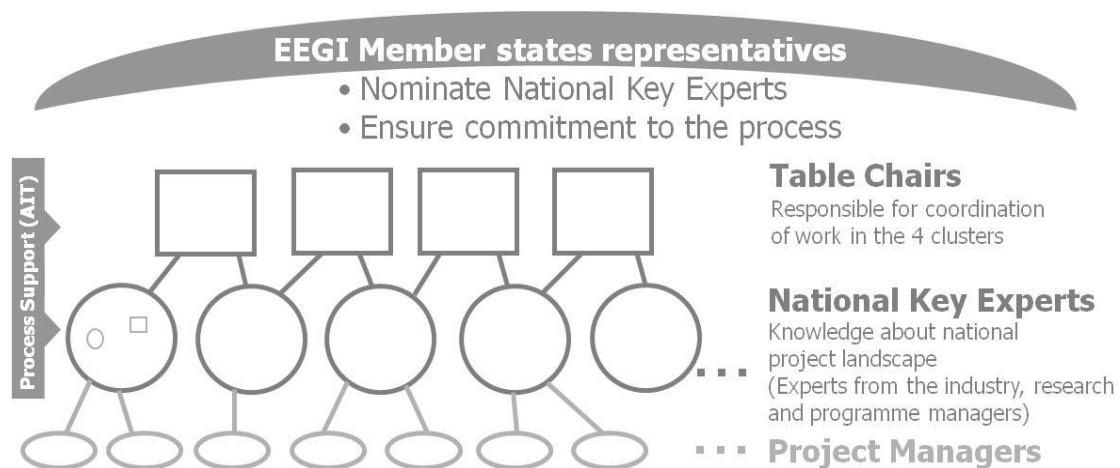 EEGI Member states representatives
• Nominate National Key Experts
• Ensure commitment to the process
Process Support (AIT)
Table Chairs
Responsible for coordination
of work in the 4 clusters
National Key Experts
Knowledge about national
project landscape
(Experts from the industry, research
and programme managers)
...
... Project Managers